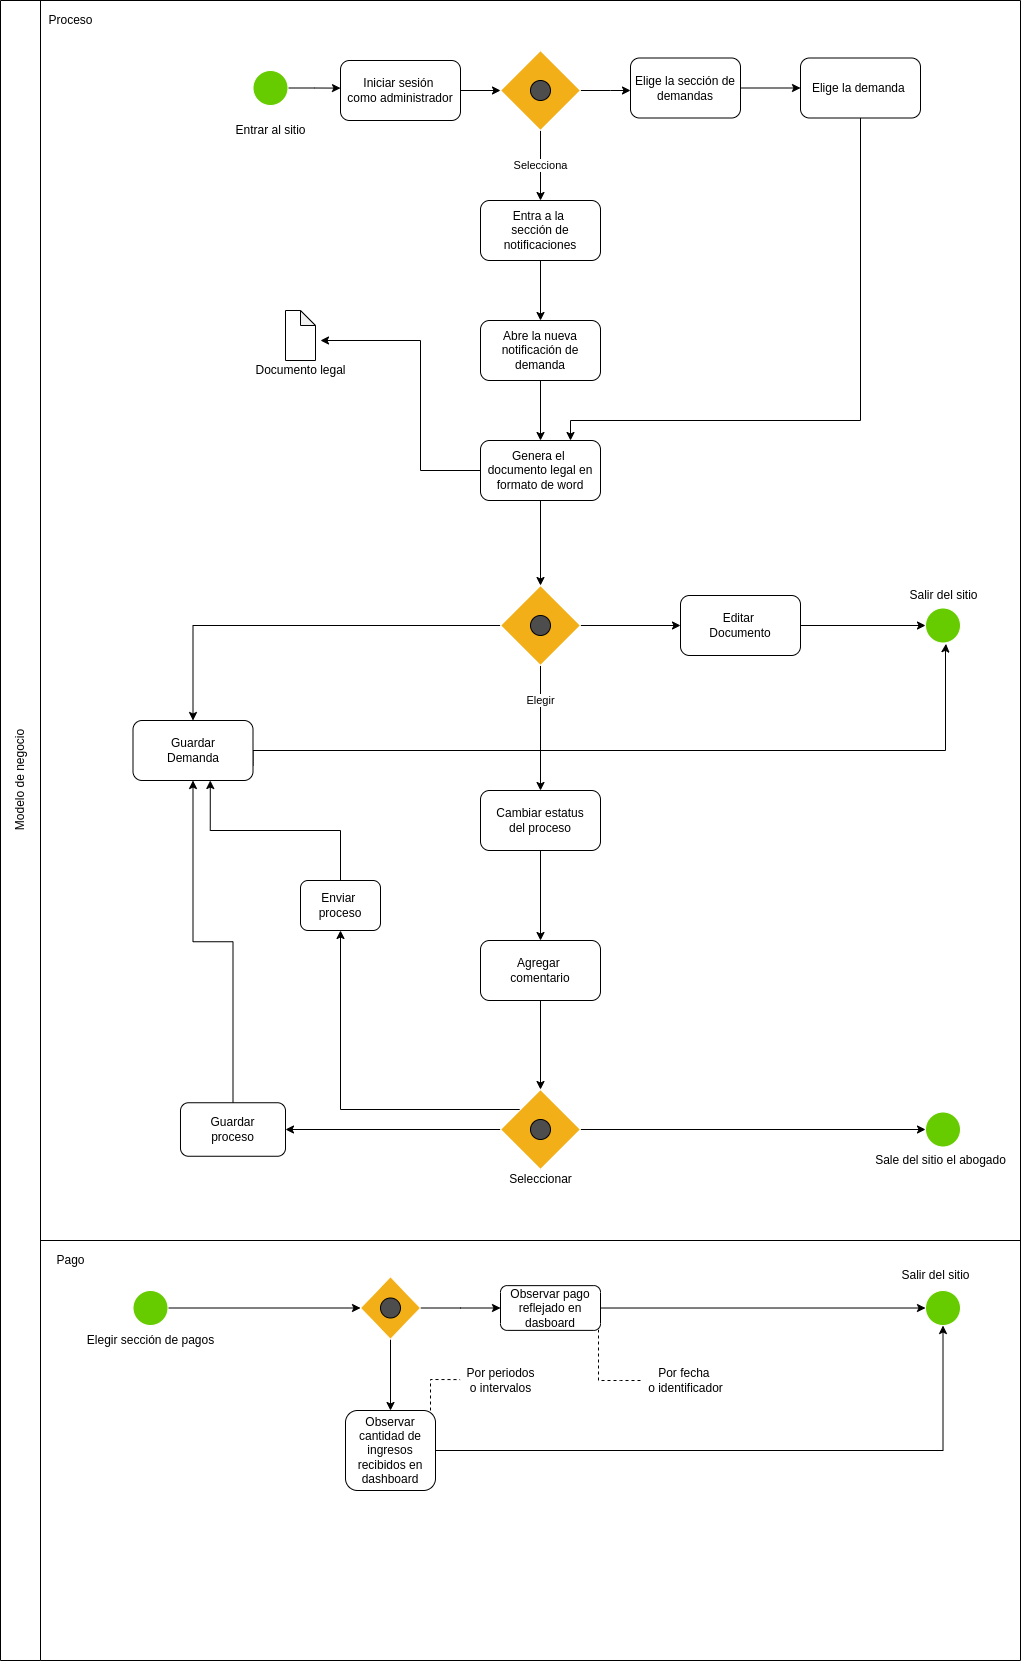 Proceso
Iniciar sesión
como administrador
Elige la sección de
demandas
Elige la demanda
Entrar al sitio
Selecciona
Entra a la
sección de
notificaciones
Abre la nueva
notificación de
demanda
Documento legal
Genera el
documento legal en
formato de word
Salir del sitio
Editar
Documento
Elegir
Guardar
Demanda
Modelo de negocio
Cambiar estatus
del proceso
Enviar
proceso
Agregar
comentario
Guardar
proceso
Sale del sitio el abogado
Seleccionar
Pago
Salir del sitio
Observar pago
reflejado en
dasboard
Elegir sección de pagos
Por periodos
o intervalos
Por fecha
o identificador
Observar
cantidad de
ingresos
recibidos en
dashboard